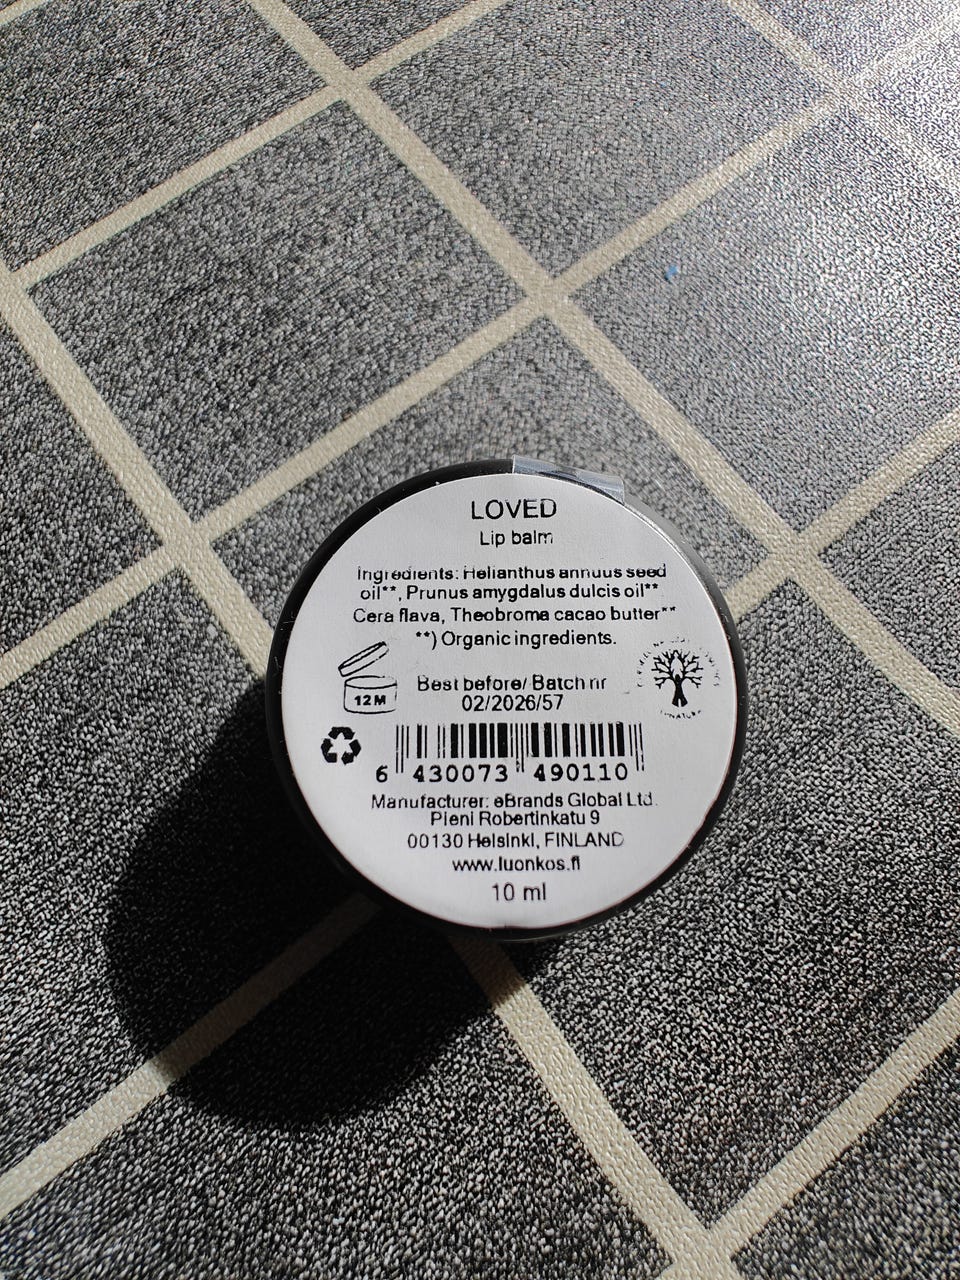 LOVED
Lip balm
Ingredients: Helianthus annuus seed
oil**, Prunus amygdalus dulcis oil**
Cera flava, Theobroma cacao butter**
**) Organic ingredients.
12M
Best before/ Batch nr
02/2026/57
6 430073 490110
Manufacturer: eBrands Global Ltd.
Pieni Robertinkatu 9
00130 Helsinki, FINLAND
www.luonkos.fi
10 ml